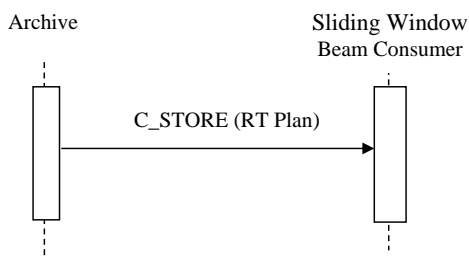 Archive
Sliding Window
Beam Consumer
C_STORE (RT Plan)